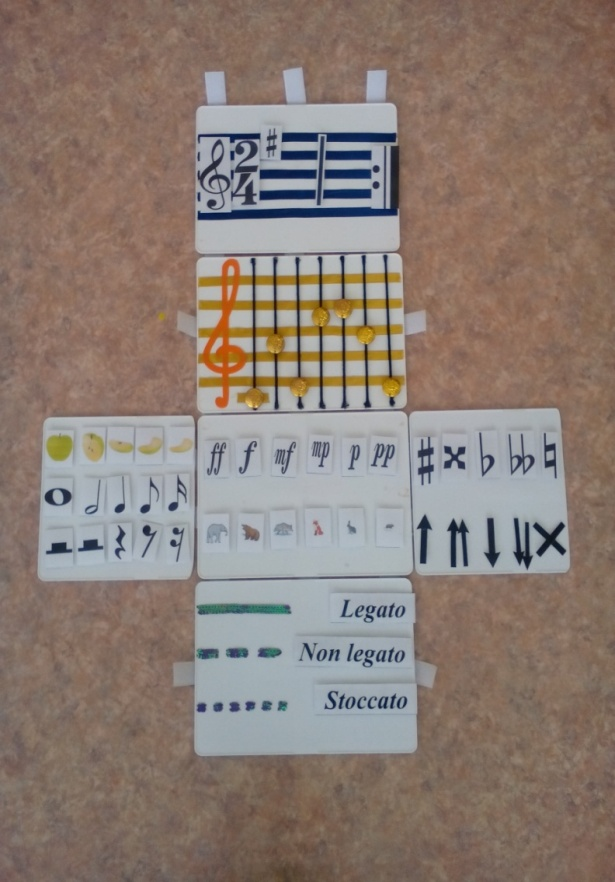 2
4
ff f mf mp p pp
Legato
Non legato
Stoccato